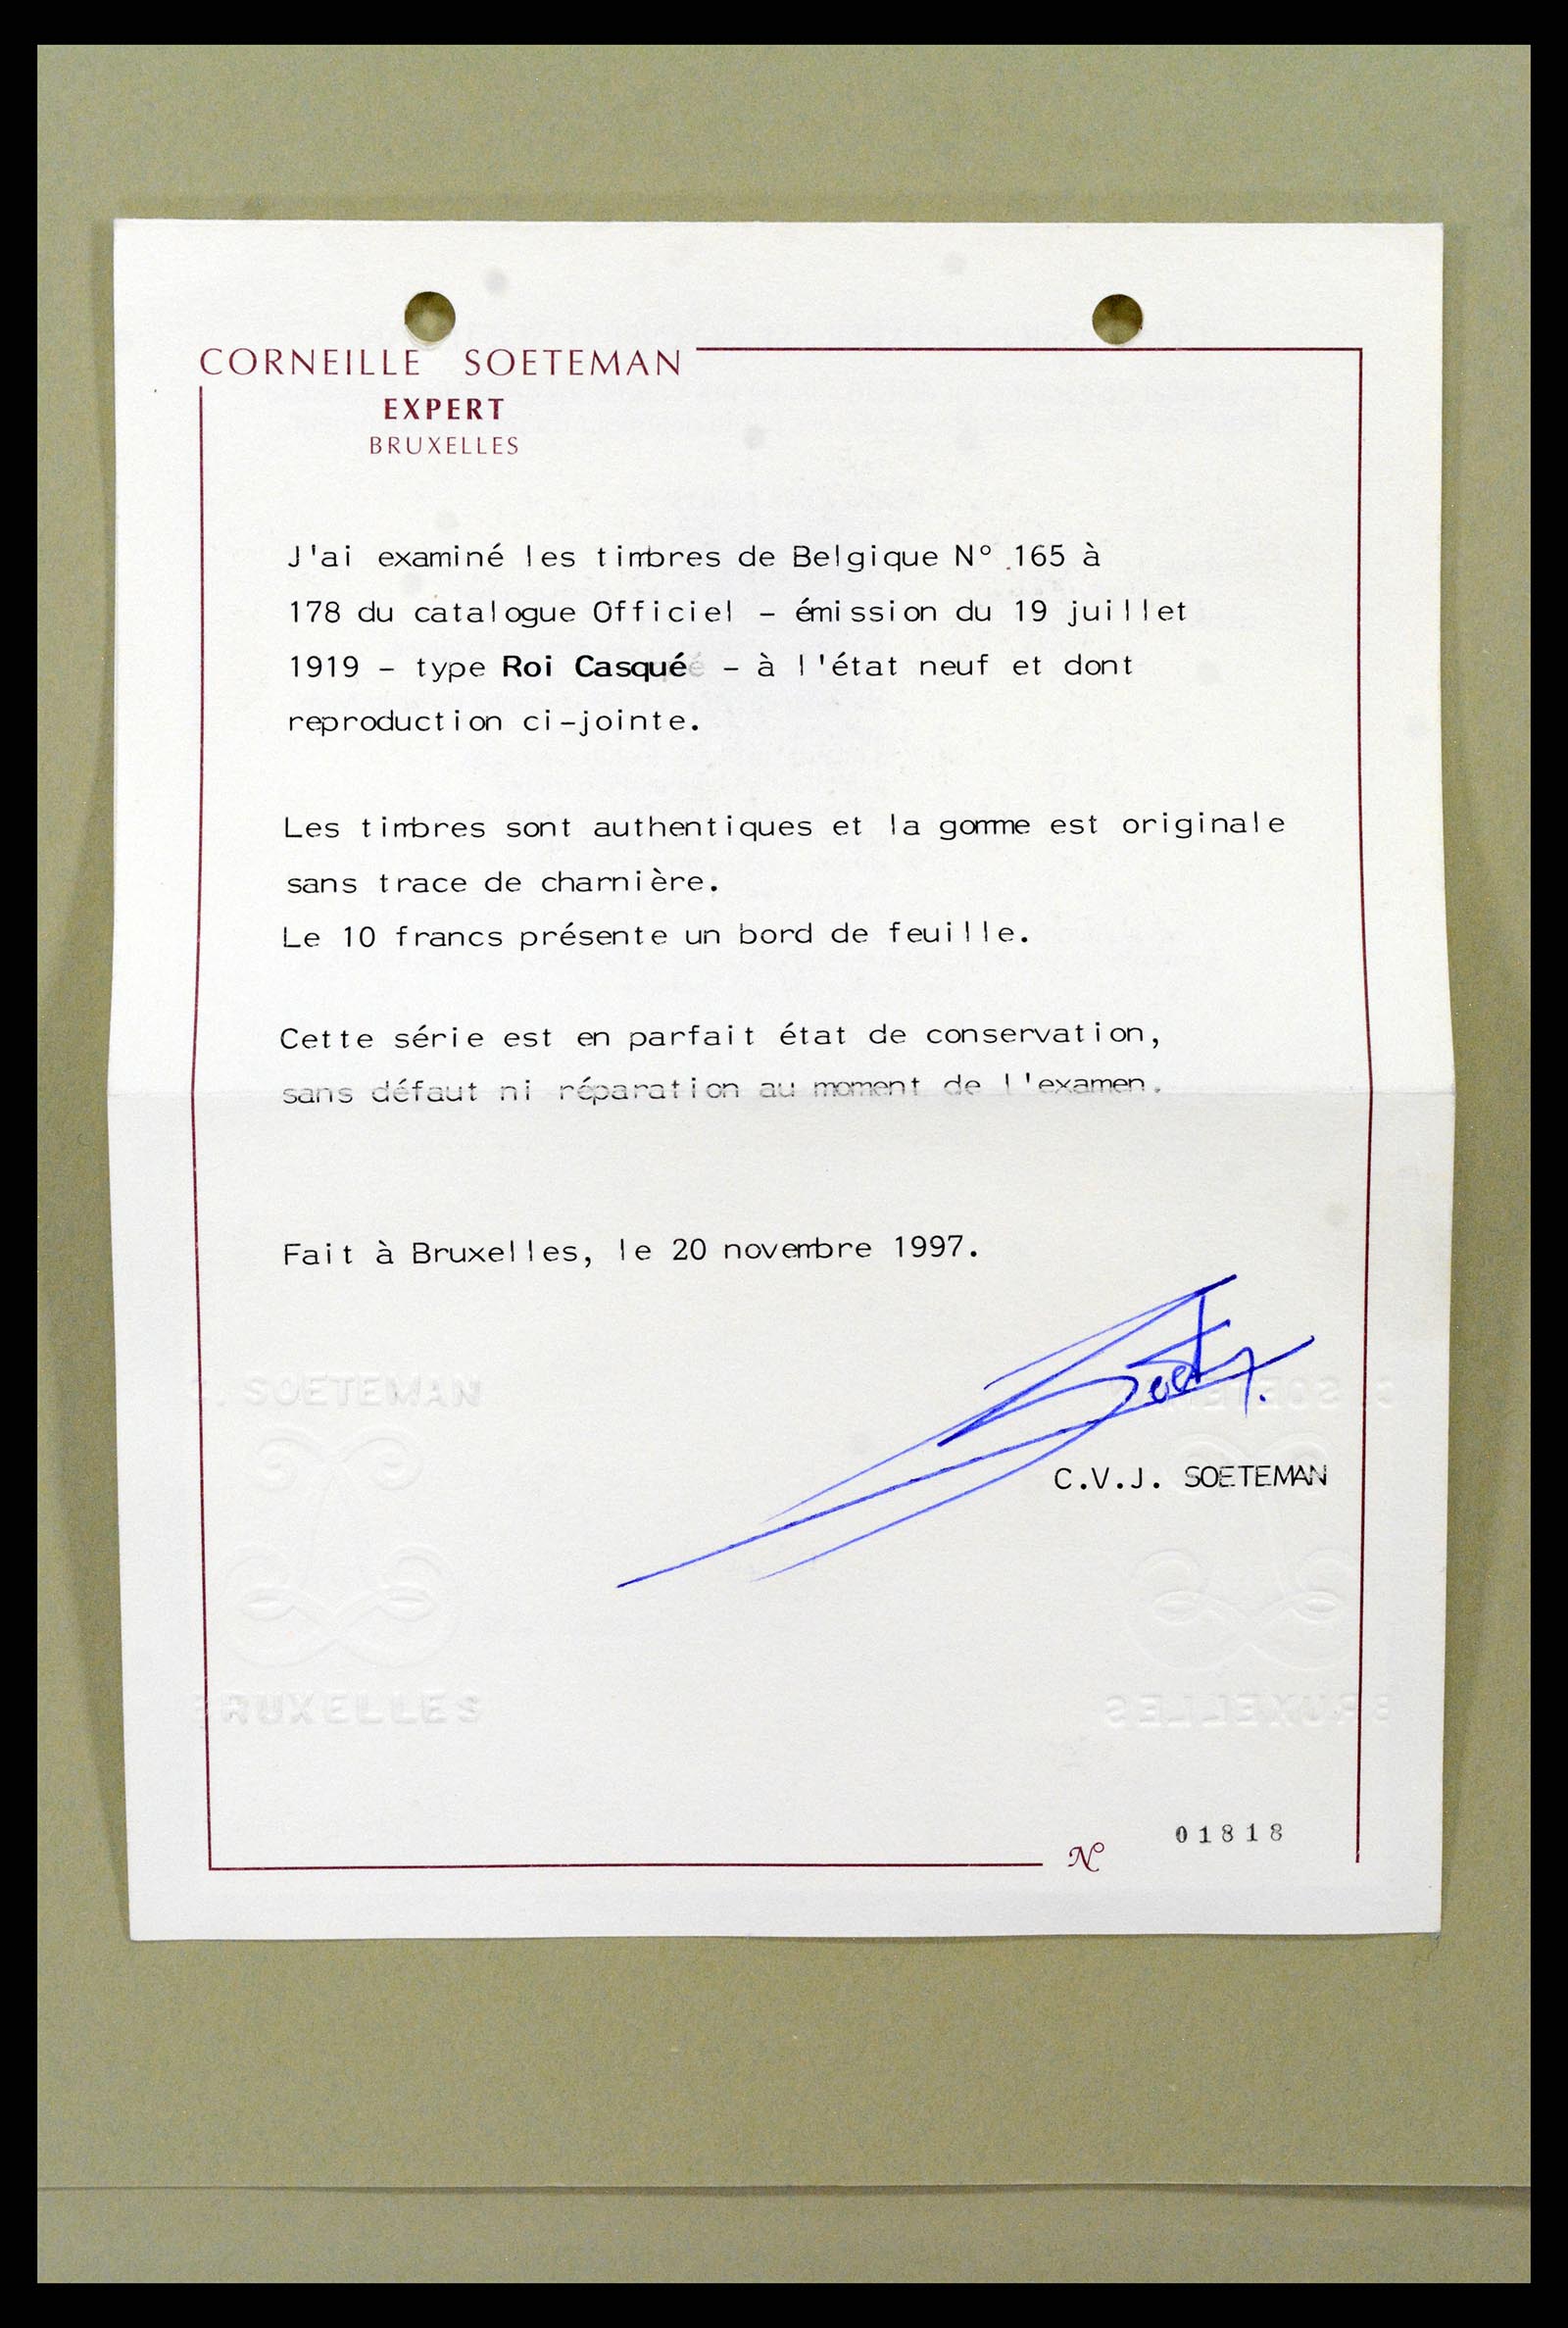 CORNEILLE SOETEMAN
EXPERT
BRUXELLES
J'ai examiné les timbres de Belgique N° 165 à
178 du catalogue Officiel - émission du 19 juillet
1919 - type Roi Casqué - à l'état neuf et dont
reproduction ci-jointe.
Les timbres sont authentiques et la gomme est originale
sans trace de charnière.
Le 10 francs présente un bord de feuille.
Cette série est en parfait état de conservation,
sans défaut ni réparation au moment de l'examen.
Fait à Bruxelles, le 20 novembre 1997.
. SOETEMAN
C. SOETEMAN
C.V.J. SOETEMAN
BRUXELLES
BRUXELLES
N° 01818